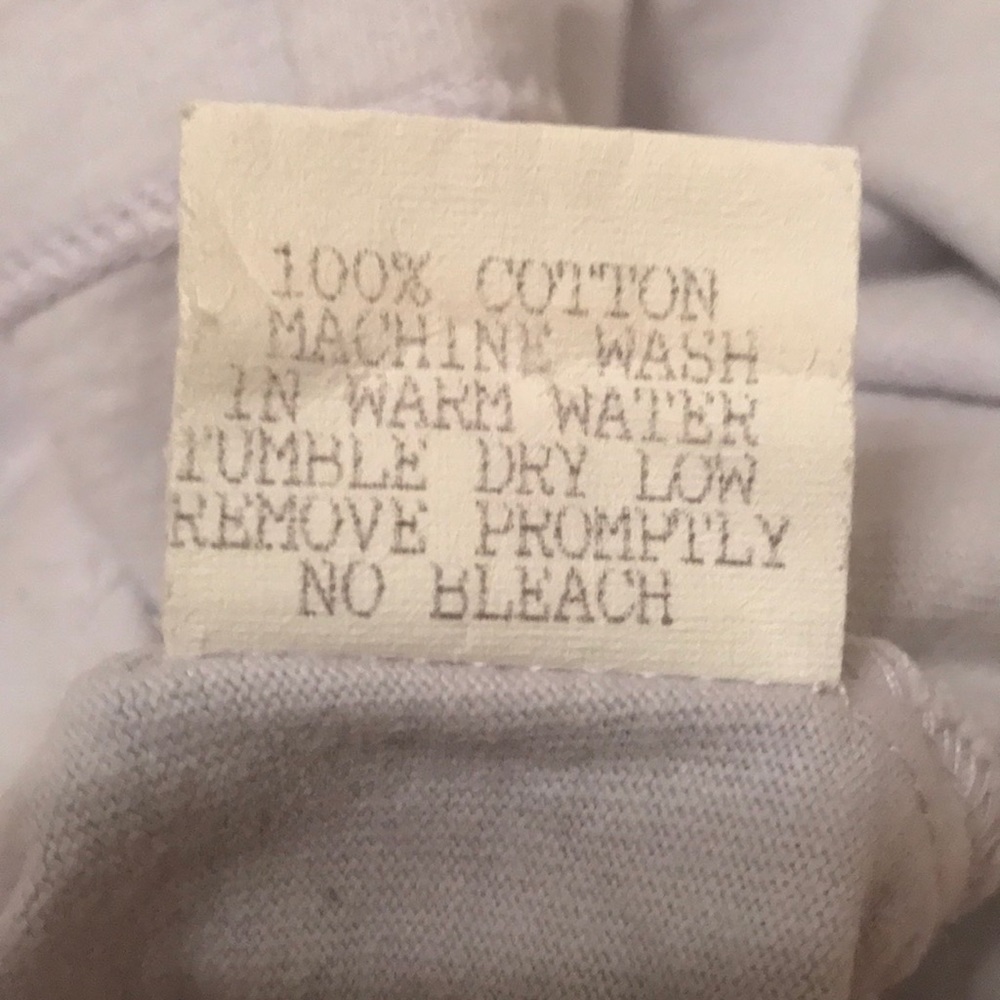 100% COTTON
MACHINE WASH
IN WARM WATER
TUMBLE DRY LOW
REMOVE PROMPTLY
NO BLEACH